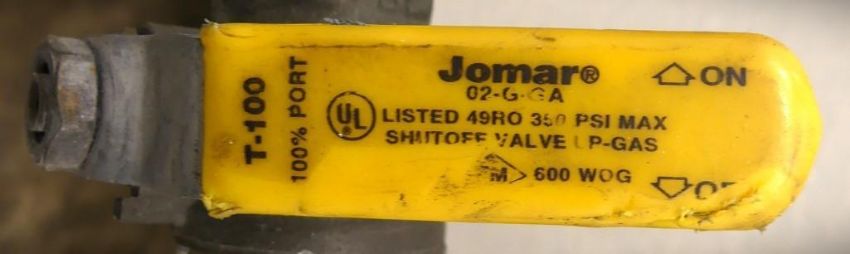 T-100
100% PORT
Jomar®
02-G-GA
UL LISTED 49RO 350 PSI MAX
SHUTOFF VALVE LP-GAS
M 600 WOG
ON